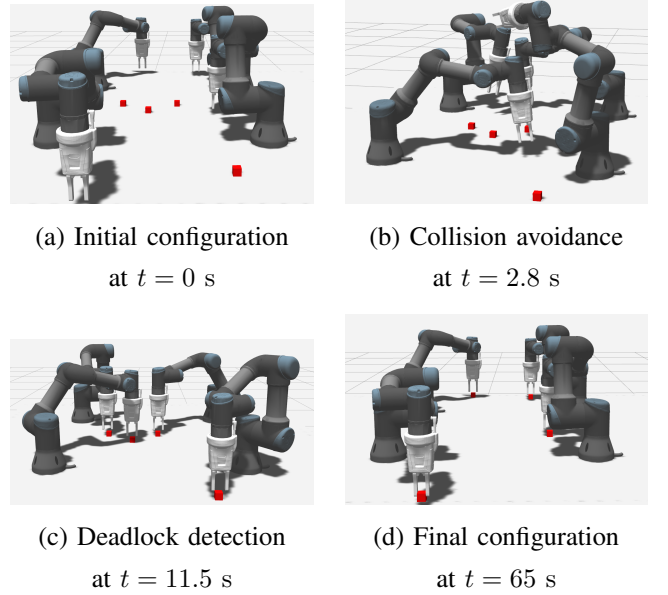 (a) Initial configuration
at t = 0 s
(b) Collision avoidance
at t = 2.8 s
(c) Deadlock detection
at t = 11.5 s
(d) Final configuration
at t = 65 s